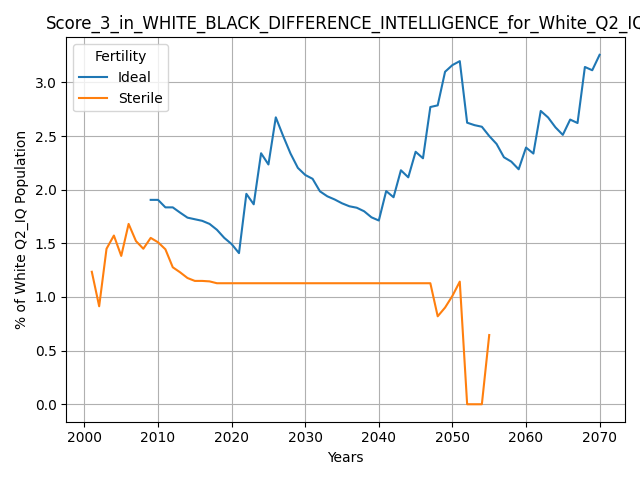 Score_3_in_WHITE_BLACK_DIFFERENCE_INTELLIGENCE_for_White_Q2_IQ
Fertility
Ideal
Sterile
% of White Q2_IQ Population
3.0
2.5
2.0
1.5
1.0
0.5
0.0
2000 2010 2020 2030 2040 2050 2060 2070
Years